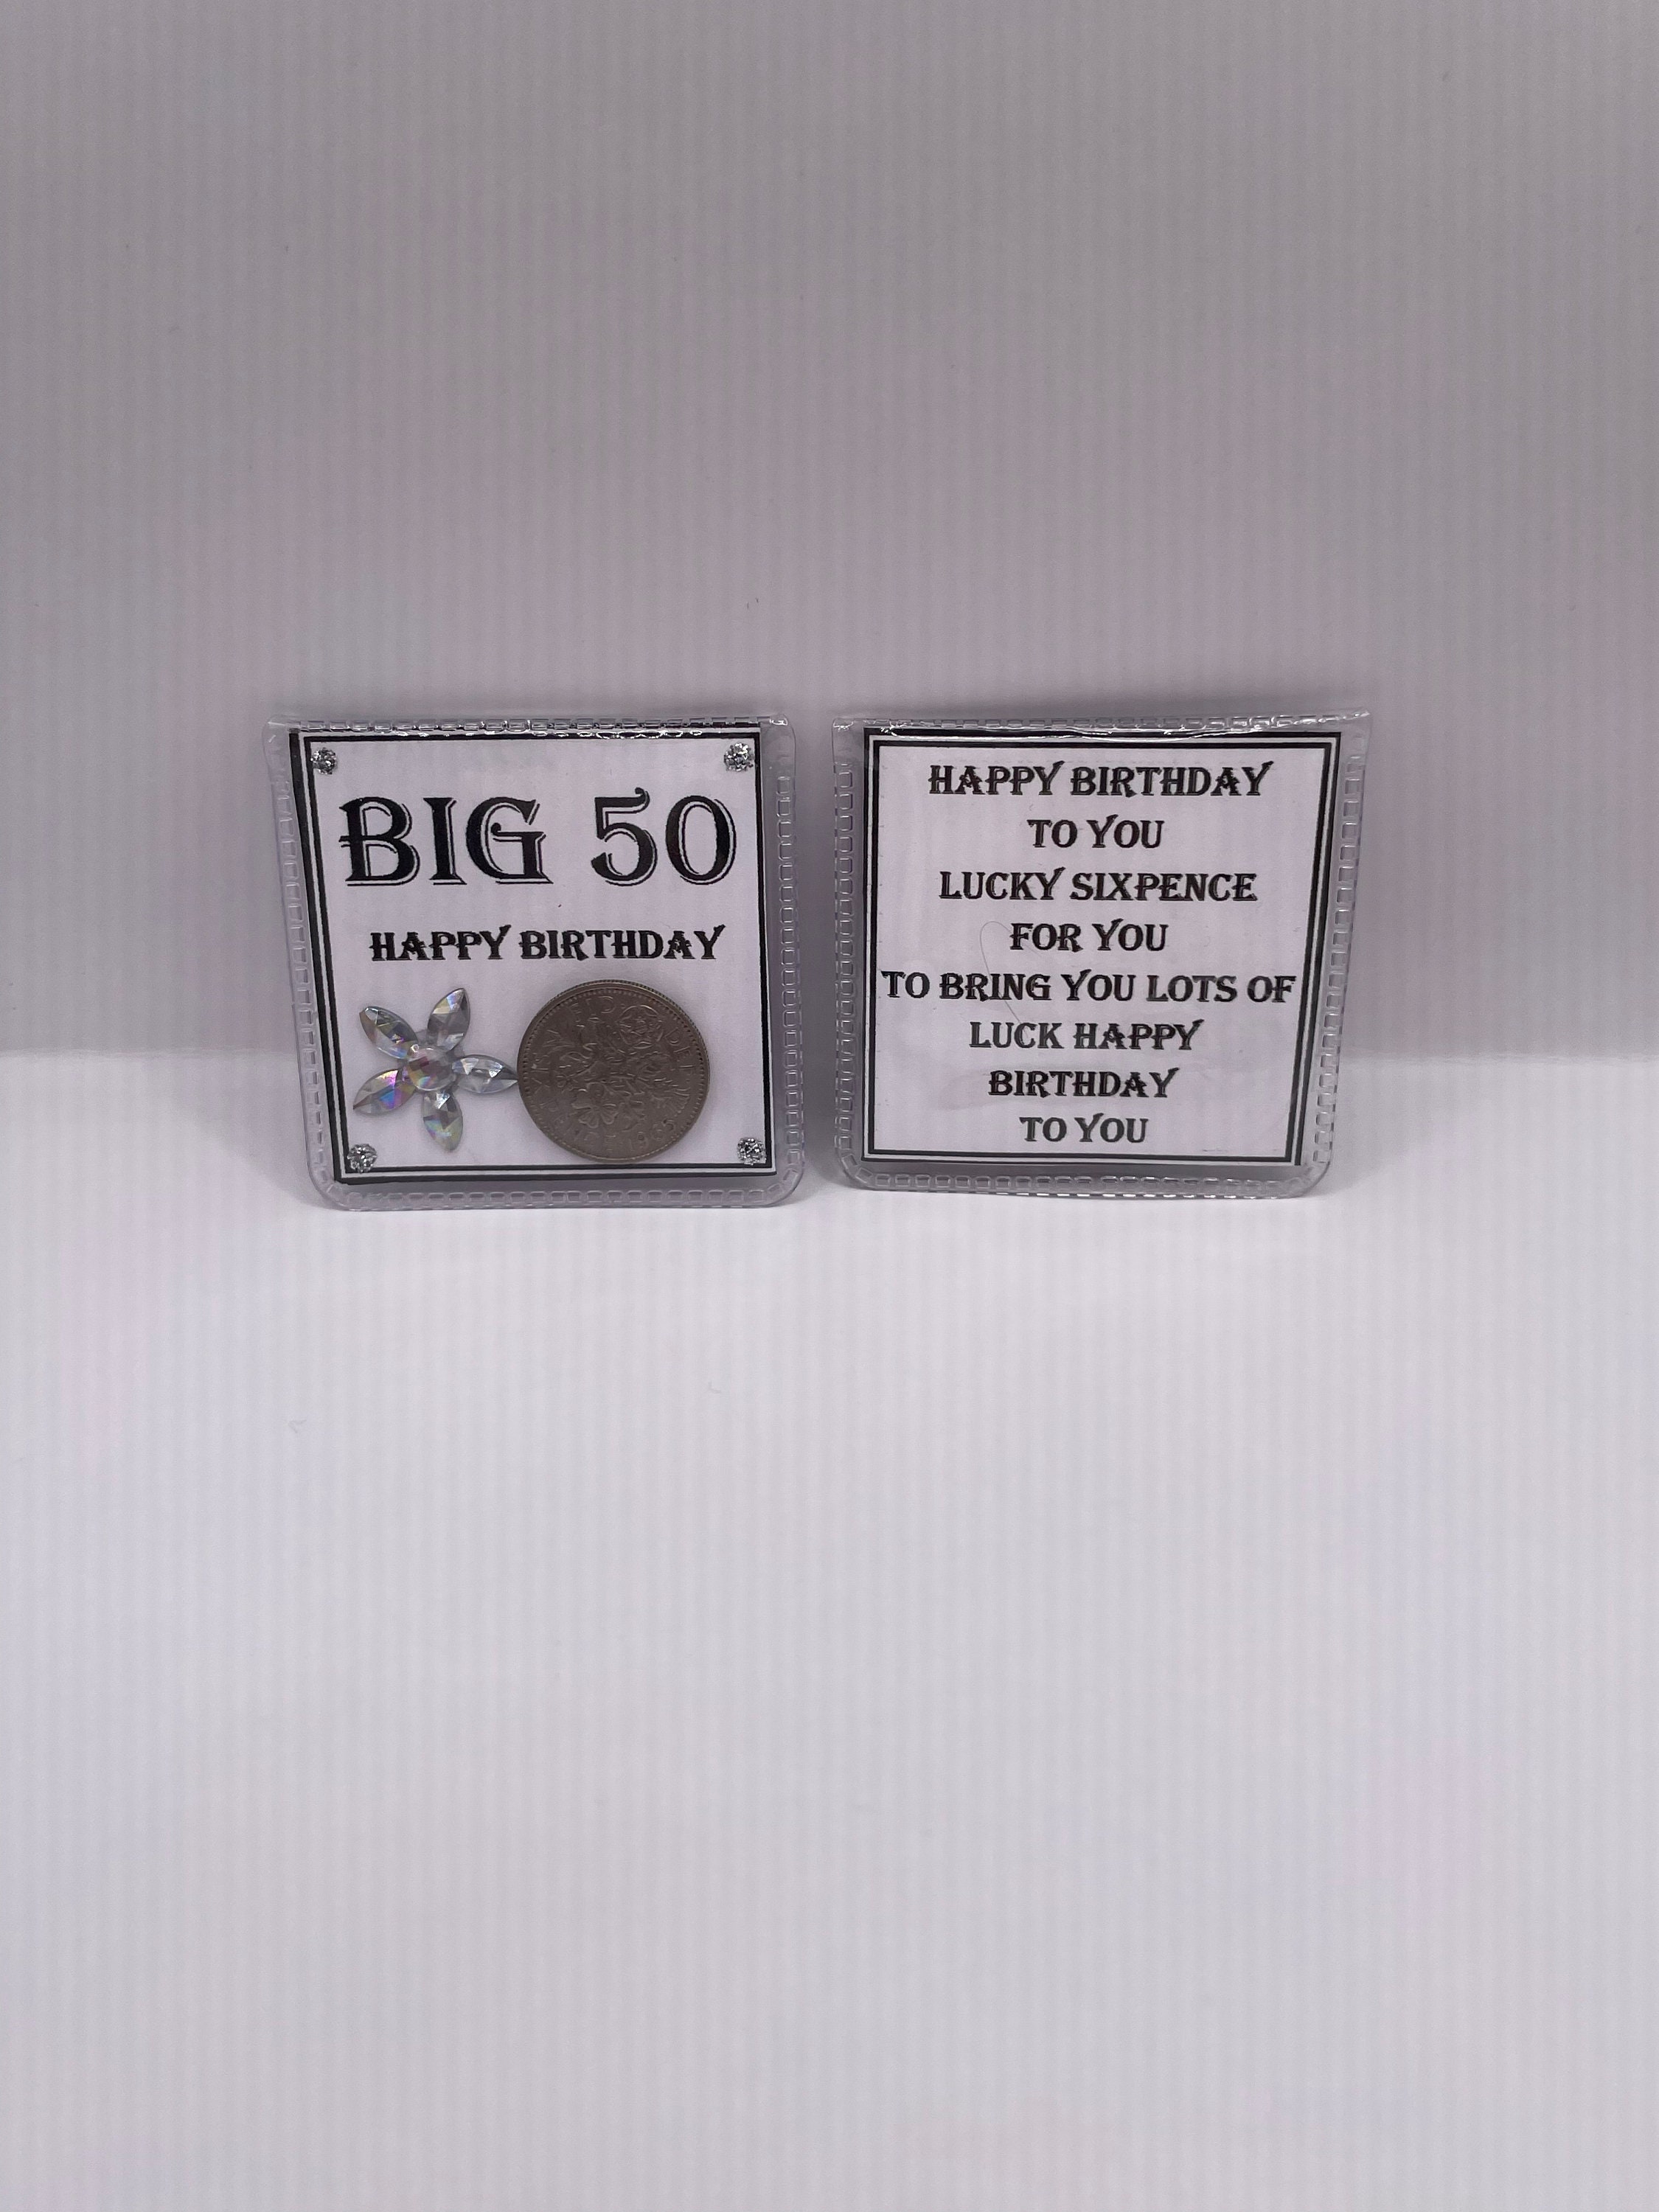 BIG 50
HAPPY BIRTHDAY
HAPPY BIRTHDAY
TO YOU
LUCKY SIXPENCE
FOR YOU
TO BRING YOU LOTS OF
LUCK HAPPY
BIRTHDAY
TO YOU